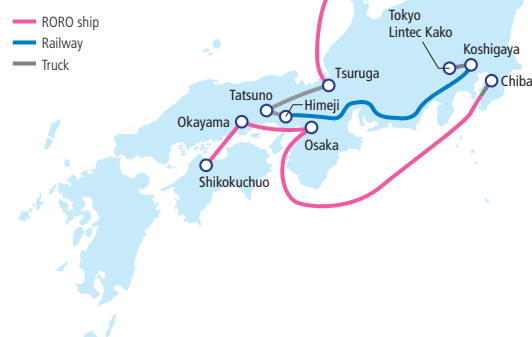 RORO ship
Railway
Truck
Tokyo
Lintec Kako
Koshigaya
Tsuruga
Chiba
Tatsuno
Himeji
Okayama
Osaka
Shikokuchuo